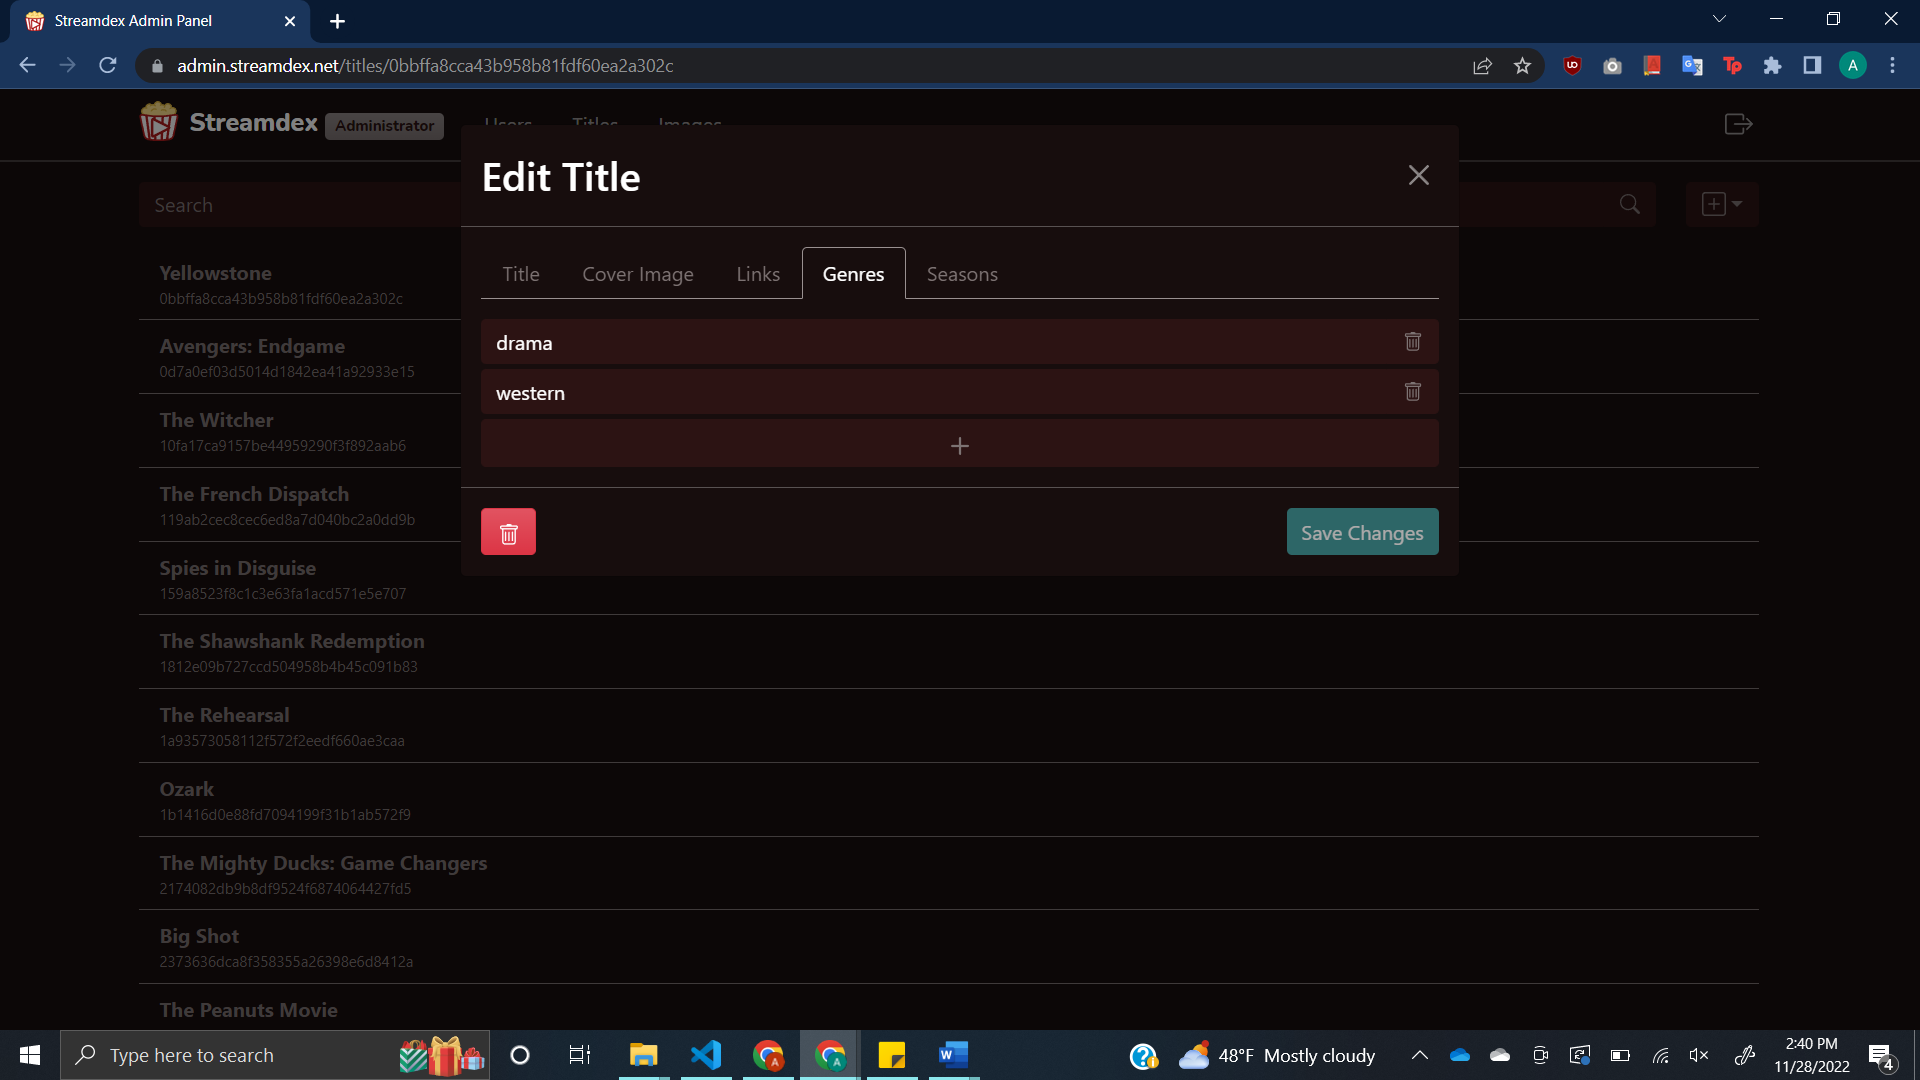 Streamdex Admin Panel
admin.streamdex.net/titles/0bbffa8cca43b958b81fdf60ea2a302c
A
Streamdex Administrator Users Titles Images
Edit Title
Search
Title Cover Image Links Genres Seasons
drama
western
Save Changes
Yellowstone
0bbffa8cca43b958b81fdf60ea2a302c
Avengers: Endgame
0d7a0ef03d5014d1842ea41a92933e15
The Witcher
10fa17ca9157be44959290f3f892aab6
The French Dispatch
119ab2cec8cec6ed8a7d040bc2a0dd9b
Spies in Disguise
159a8523f8c1c3e63fa1acd571e5e707
The Shawshank Redemption
1812e09b727ccd504958b4b45c091b83
The Rehearsal
1a93573058112f572f2eedf660ae3caa
Ozark
1b1416d0e88fd7094199f31b1ab572f9
The Mighty Ducks: Game Changers
2174082db9b8df9524f6874064427fd5
Big Shot
2373636dca8f358355a26398e6d8412a
The Peanuts Movie
Type here to search
48°F Mostly cloudy
2:40 PM
11/28/2022
4